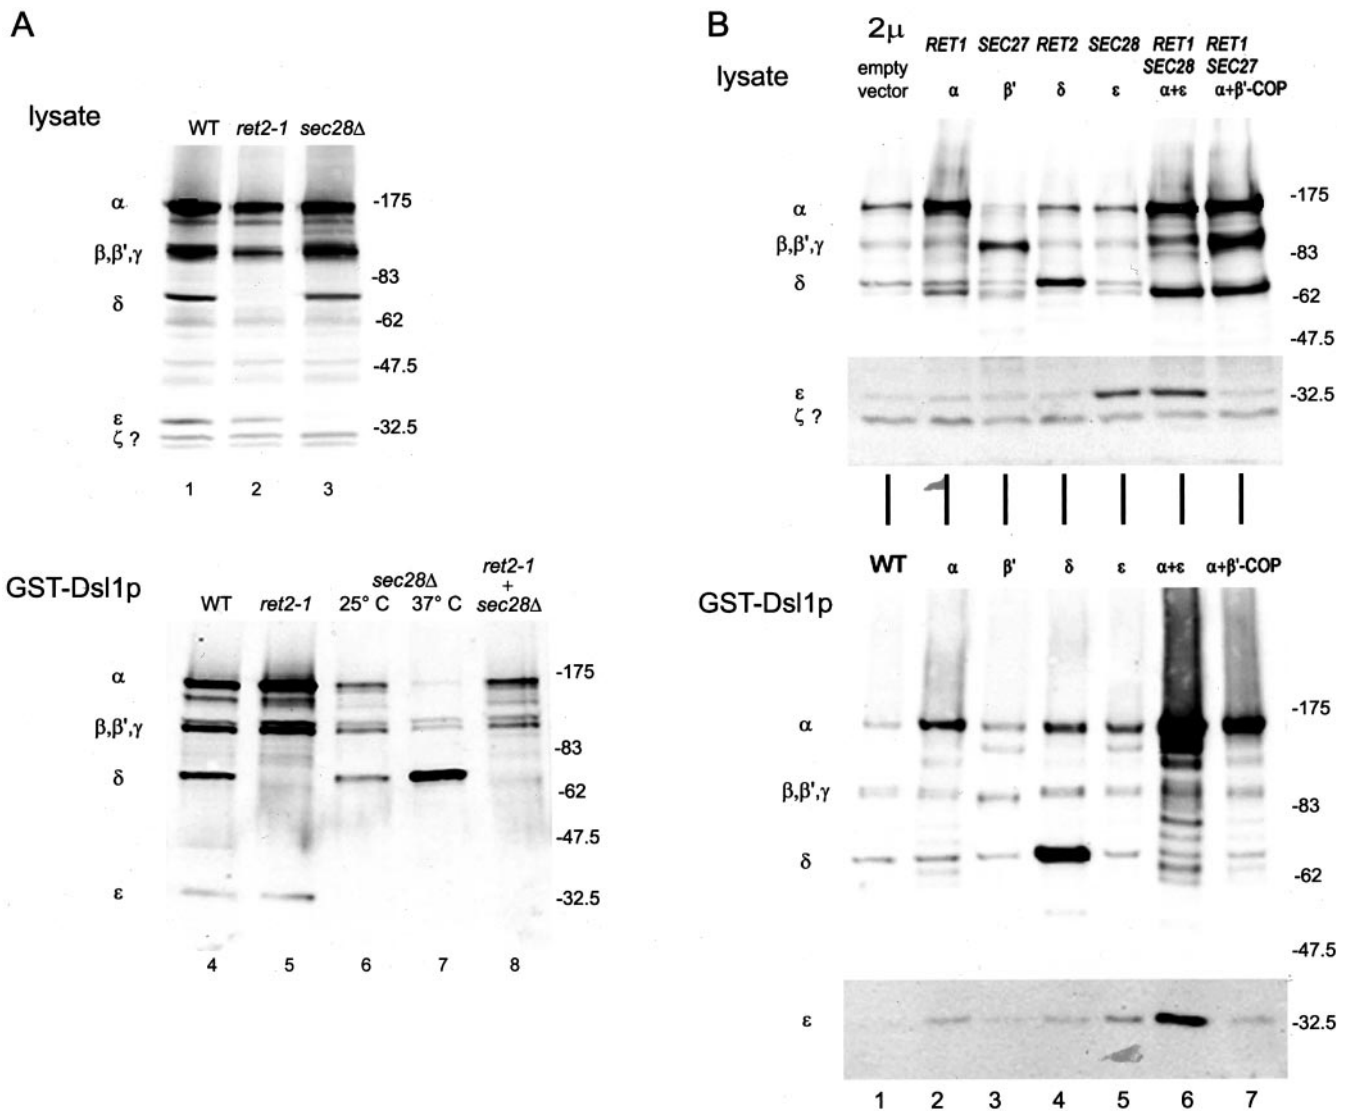 A
lysate
WT ret2-1 sec28Δ
α
β,β',γ
δ
ε
ζ ?
-175
-83
-62
-47.5
-32.5
1 2 3
GST-Dsl1p
WT ret2-1 sec28Δ 25° C 37° C ret2-1 + sec28Δ
α
β,β',γ
δ
ε
-175
-83
-62
-47.5
-32.5
4 5 6 7 8
B
lysate
2μ RET1 SEC27 RET2 SEC28 RET1 RET1
SEC28 SEC27
empty vector α β' δ ε α+ε α+β'-COP
α
β,β',γ
δ
ε
ζ ?
-175
-83
-62
-47.5
-32.5
GST-Dsl1p
WT α β' δ ε α+ε α+β'-COP
α
β,β',γ
δ
ε
-175
-83
-62
-47.5
-32.5
1 2 3 4 5 6 7